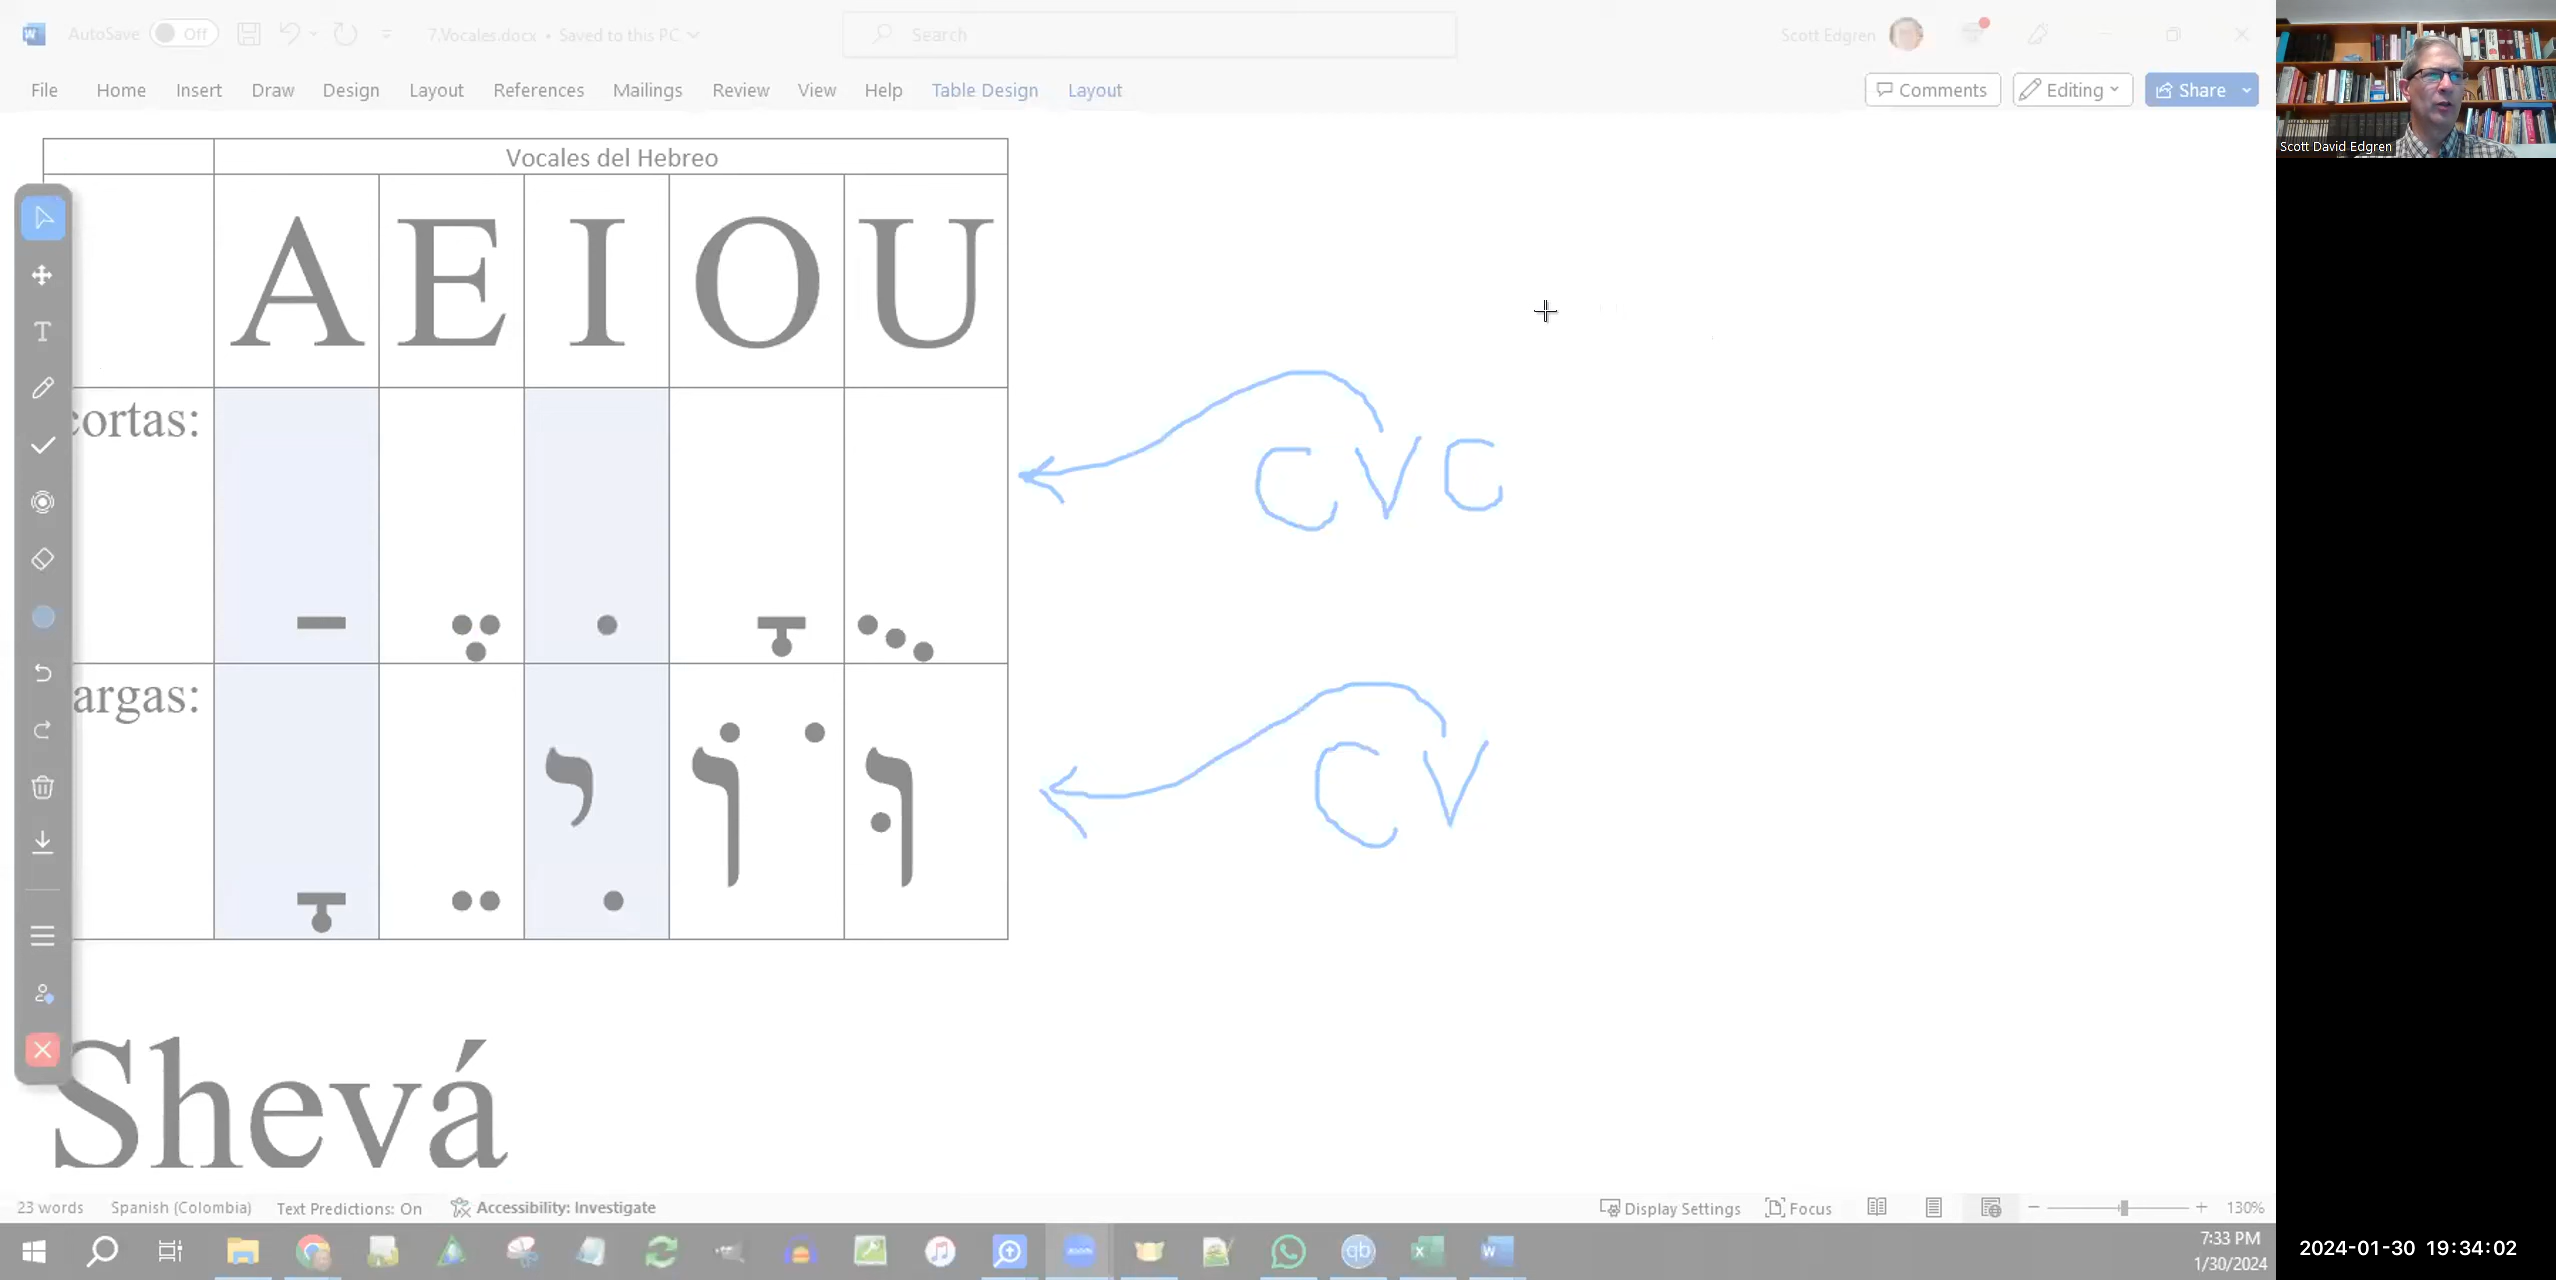 AutoSave Off 7.Vocales.docx • Saved to this PC Search Scott Edgren
File Home Insert Draw Design Layout References Mailings Review View Help Table Design Layout Comments Editing Share
Scott David Edgren
Vocales del Hebreo
A E I O U
cortas:
ַ ֶ ִ ָ ֻ
CVC
argas:
ָ ֵ ִי וֹ ֹ וּ
CV
Shevá
23 words Spanish (Colombia) Text Predictions: On Accessibility: Investigate Display Settings Focus 130%
7:33 PM
1/30/2024
2024-01-30 19:34:02